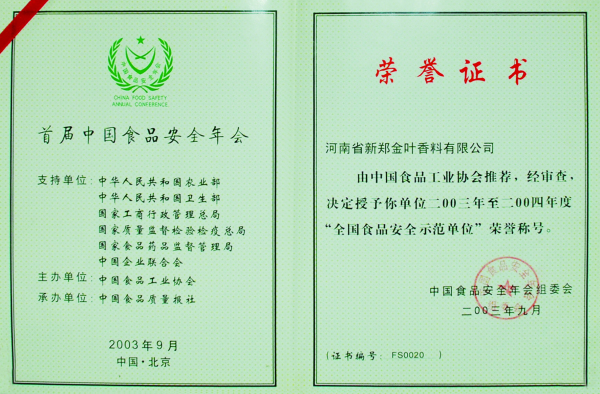 中国食品安全年会
CHINA FOOD SAFETY
ANNUAL CONFERENCE
首届中国食品安全年会
支持单位:中华人民共和国农业部
中华人民共和国卫生部
国家工商行政管理总局
国家质量监督检验检疫总局
国家食品药品监督管理局
中国企业联合会
主办单位:中国食品工业协会
承办单位:中国食品质量报社
2003年9月
中国·北京
荣誉证书
河南省新郑金叶香料有限公司
由中国食品工业协会推荐,经审查,
决定授予你单位二00三年至二00四年度
“全国食品安全示范单位”荣誉称号。
中国食品安全年会组委会
二00三年九月
(证书编号: FS0020 )